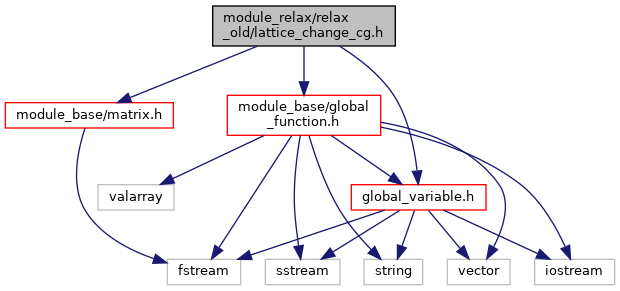 module_relax/relax
_old/lattice_change_cg.h
module_base/matrix.h
module_base/global
_function.h
valarray
global_variable.h
fstream
sstream
string
vector
iostream